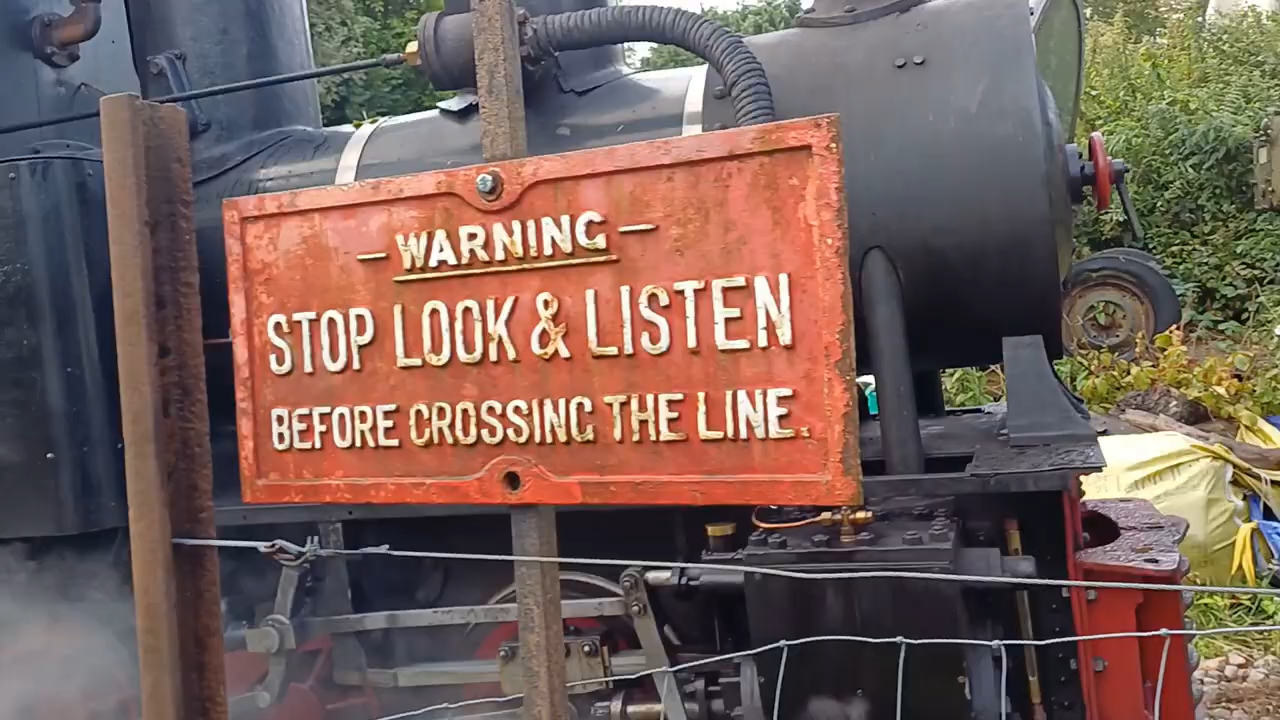 — WARNING —
STOP LOOK & LISTEN
BEFORE CROSSING THE LINE.